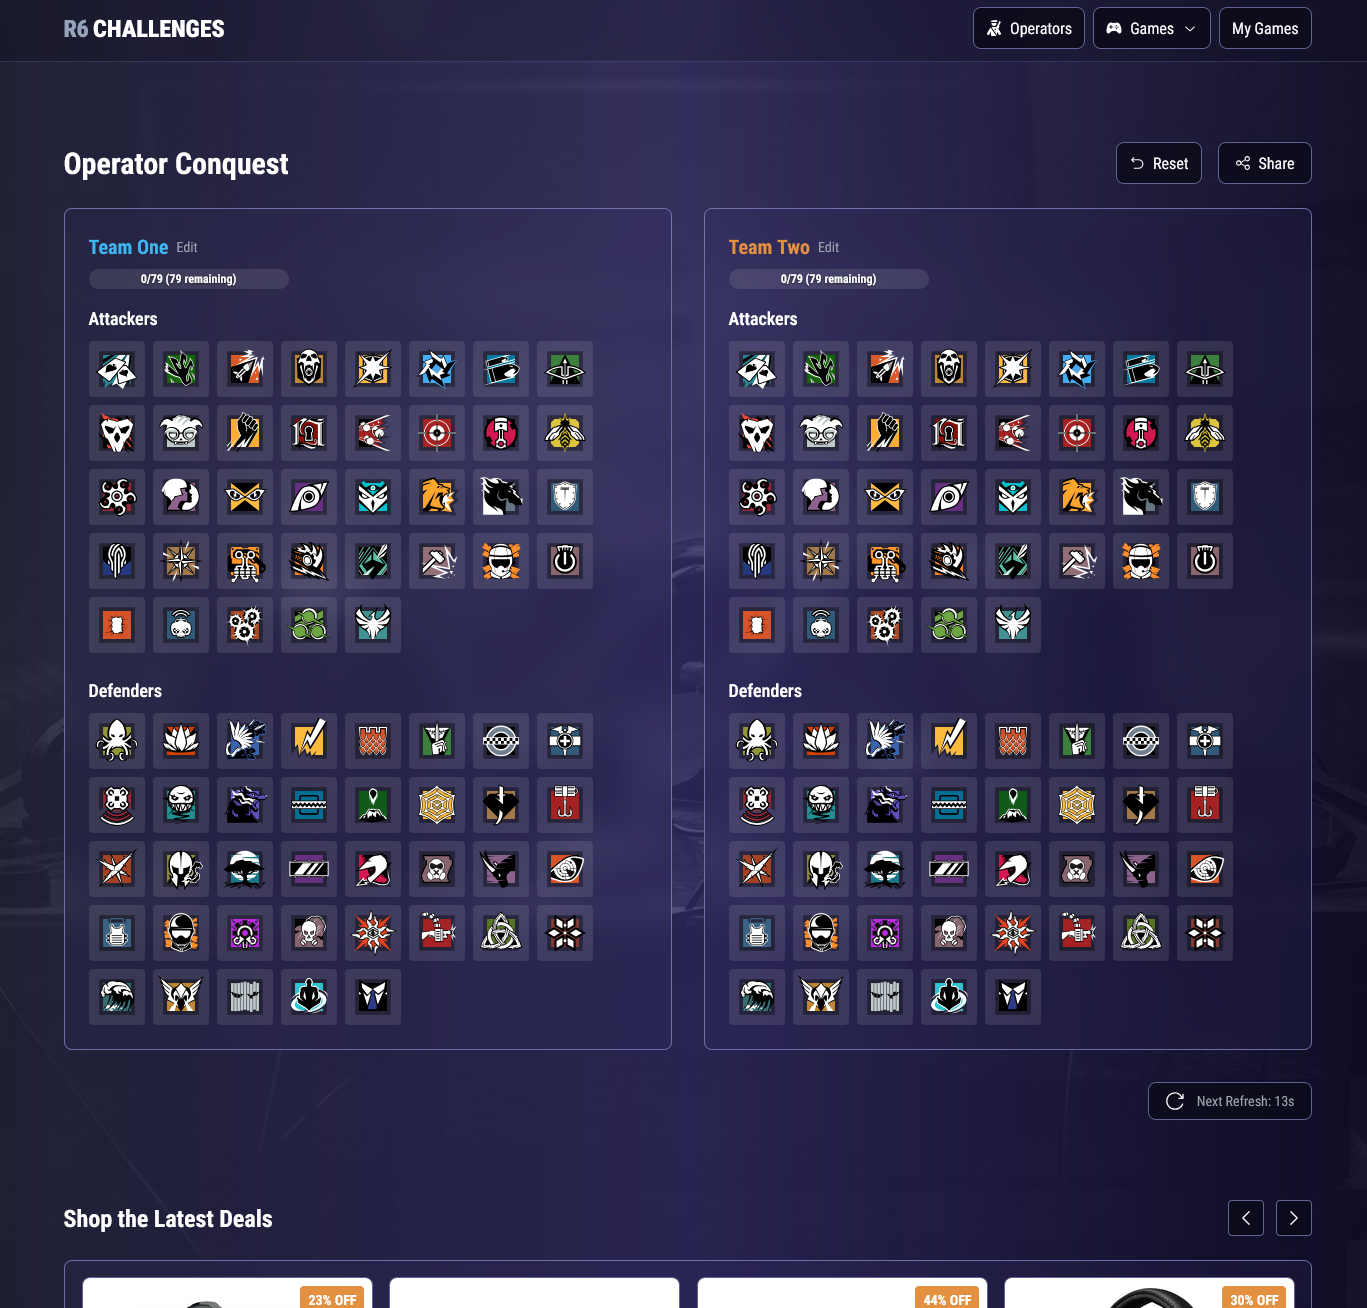 R6 CHALLENGES
Operators
Games
My Games
Operator Conquest
Reset
Share
Team One Edit
0/79 (79 remaining)
Attackers
Defenders
Team Two Edit
0/79 (79 remaining)
Attackers
Defenders
Next Refresh: 13s
Shop the Latest Deals
23% OFF
44% OFF
30% OFF